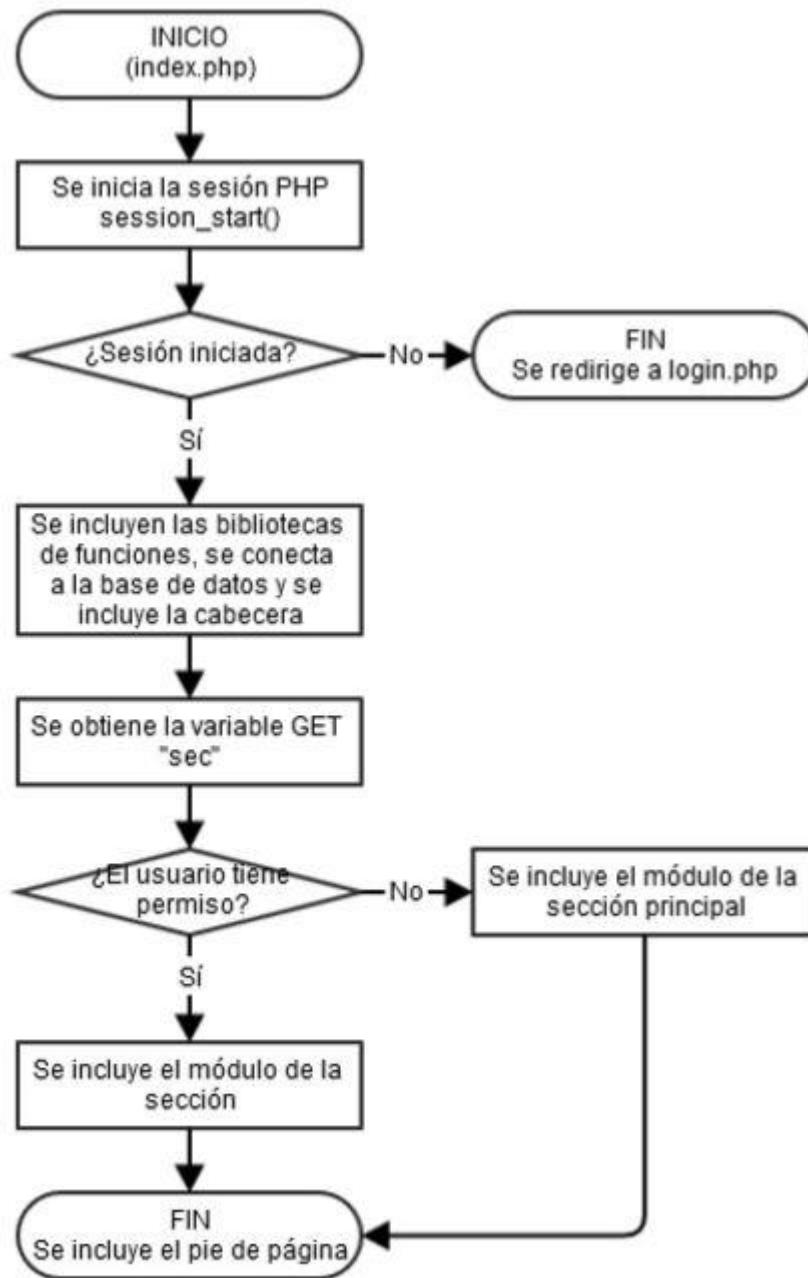 INICIO
(index.php)
Se inicia la sesión PHP
session_start()
¿Sesión iniciada?
No
FIN
Se redirige a login.php
Sí
Se incluyen las bibliotecas
de funciones, se conecta
a la base de datos y se
incluye la cabecera
Se obtiene la variable GET
"sec"
¿El usuario tiene
permiso?
No
Se incluye el módulo de la
sección principal
Sí
Se incluye el módulo de la
sección
FIN
Se incluye el pie de página